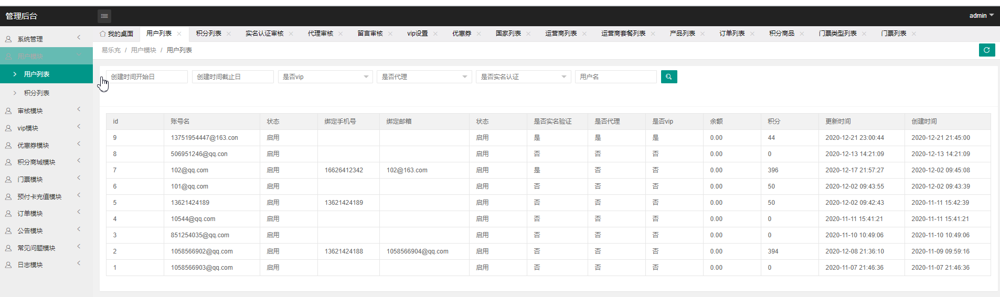 管理后台
admin
系统管理
用户模块
用户列表
积分列表
审核模块
vip模块
优惠券模块
积分商城模块
门票模块
预付卡充值模块
订单模块
公告模块
常见问题模块
日志模块
我的桌面 用户列表 积分列表 实名认证审核 代理审核 留言审核 vip设置 优惠券 国家列表 运营商列表 运营商套餐列表 产品列表 订单列表 积分商品 门票类型列表 门票列表
易乐充 / 用户模块 / 用户列表
创建时间开始日 创建时间截止日 是否vip 是否代理 是否实名认证 用户名
id 账号名 状态 绑定手机号 绑定邮箱 状态 是否实名验证 是否代理 是否vip 余额 积分 更新时间 创建时间
9 13751954447@163.con 启用 启用 是 是 是 0.00 44 2020-12-21 23:00:44 2020-12-21 21:45:00
8 506951246@qq.con 启用 启用 否 否 否 0.00 0 2020-12-13 14:21:09 2020-12-13 14:21:09
7 102@qq.com 启用 16626412342 102@163.com 启用 是 否 否 0.00 396 2020-12-17 21:57:27 2020-12-02 09:45:08
6 101@qq.com 启用 启用 否 否 否 0.00 50 2020-12-02 09:43:55 2020-12-02 09:43:39
5 13621424189 启用 13621424189 启用 否 否 否 0.00 50 2020-12-02 09:42:43 2020-11-11 15:42:39
4 10544@qq.com 启用 启用 否 否 否 0.00 0 2020-11-11 15:41:21 2020-11-11 15:41:21
3 851254035@qq.com 启用 启用 否 否 否 0.00 0 2020-11-10 10:49:06 2020-11-10 10:49:06
2 1058566902@qq.com 启用 13621424188 1058566904@qq.com 启用 否 否 否 0.00 394 2020-12-08 21:36:10 2020-11-09 09:59:16
1 1058566903@qq.com 启用 启用 否 否 否 0.00 0 2020-11-07 21:46:36 2020-11-07 21:46:36